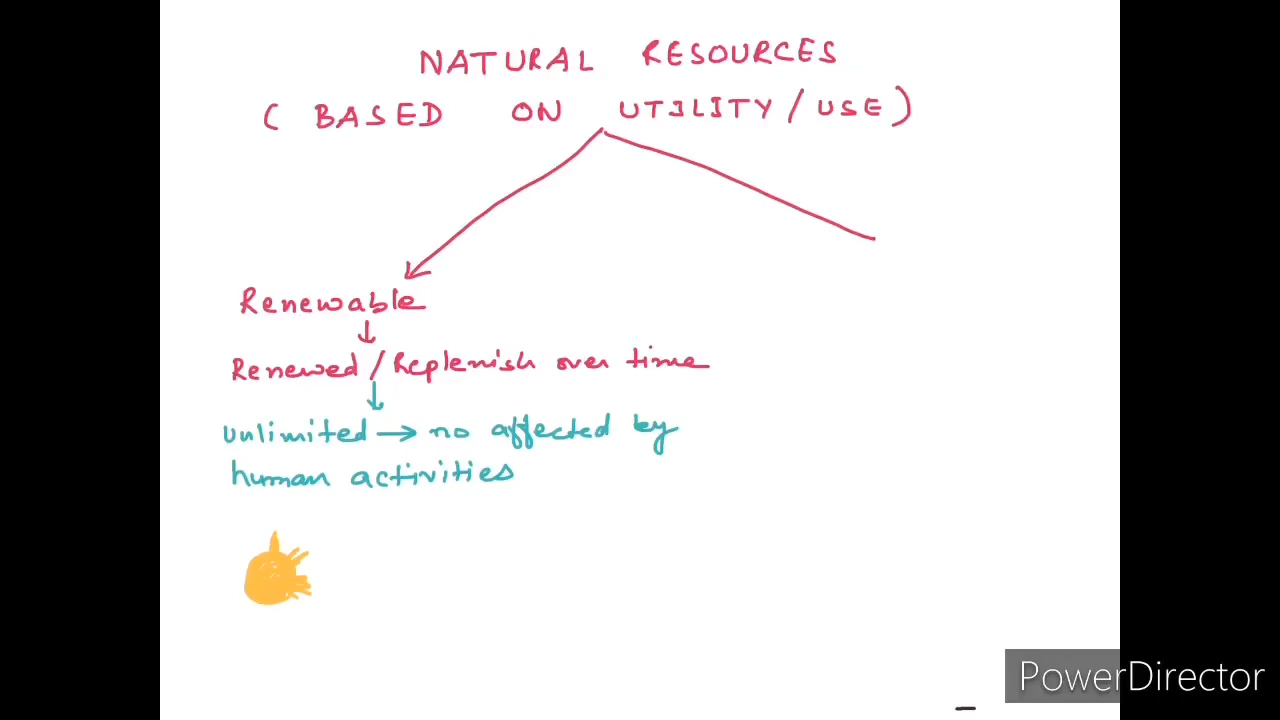 NATURAL RESOURCES
( BASED ON UTILITY / USE )
Renewable
Renewed / Replenish over time
unlimited → no affected by
human activities
PowerDirector